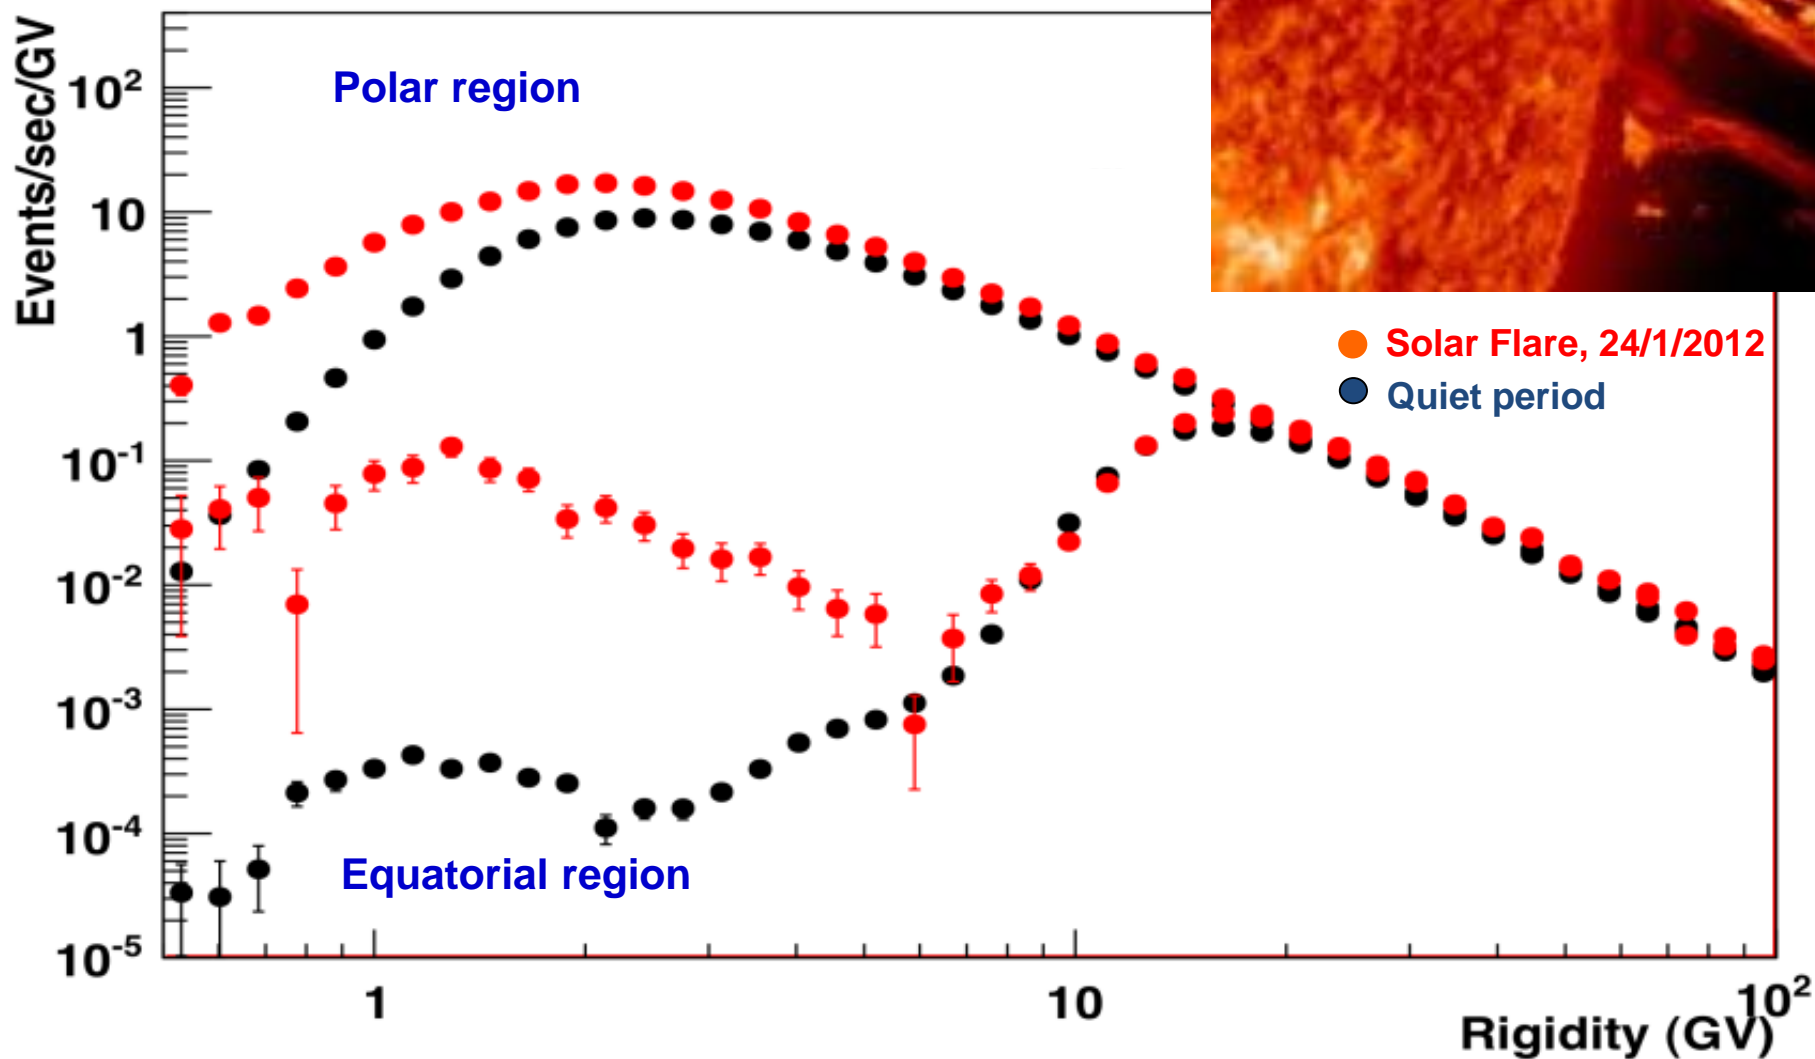 Events/sec/GV
Polar region
10²
10
1
10⁻¹
10⁻²
10⁻³
10⁻⁴
10⁻⁵
Solar Flare, 24/1/2012
Quiet period
Equatorial region
1
10
10²
Rigidity (GV)